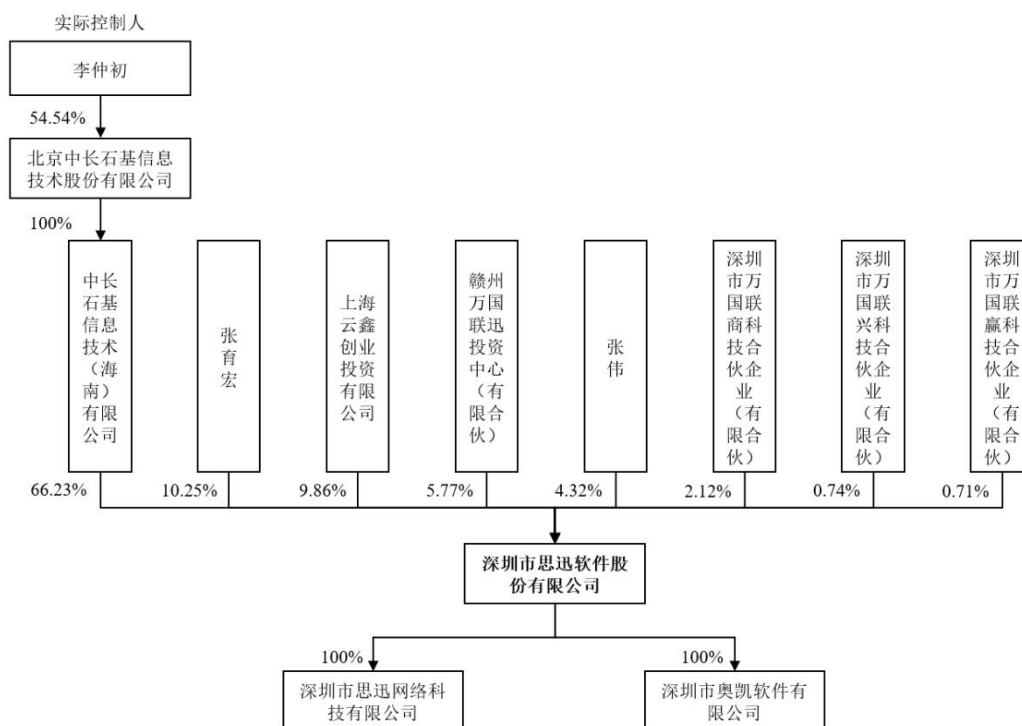 实际控制人
李仲初
54.54%
北京中长石基信息
技术股份有限公司
100%
中长
石基
信息
技术
（海
南）
有限
公司
张
育
宏
上海
云鑫
创业
投资
有限
公司
赣州
万国
联迅
投资
中心
（有
限合
伙）
张
伟
深圳
市万
国联
商科
技合
伙企
业
（有
限合
伙）
深圳
市万
国联
兴科
技合
伙企
业
（有
限合
伙）
深圳
市万
国联
赢科
技合
伙企
业
（有
限合
伙）
66.23%
10.25%
9.86%
5.77%
4.32%
2.12%
0.74%
0.71%
深圳市思迅软件股
份有限公司
100%
100%
深圳市思迅网络科
技有限公司
深圳市奥凯软件有
限公司